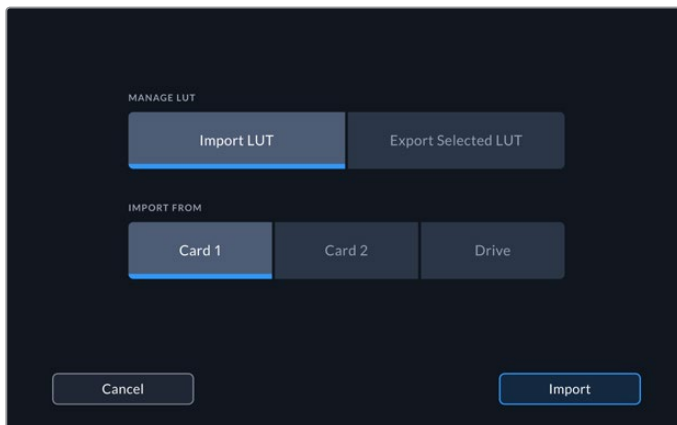 MANAGE LUT
Import LUT Export Selected LUT
IMPORT FROM
Card 1 Card 2 Drive
Cancel Import